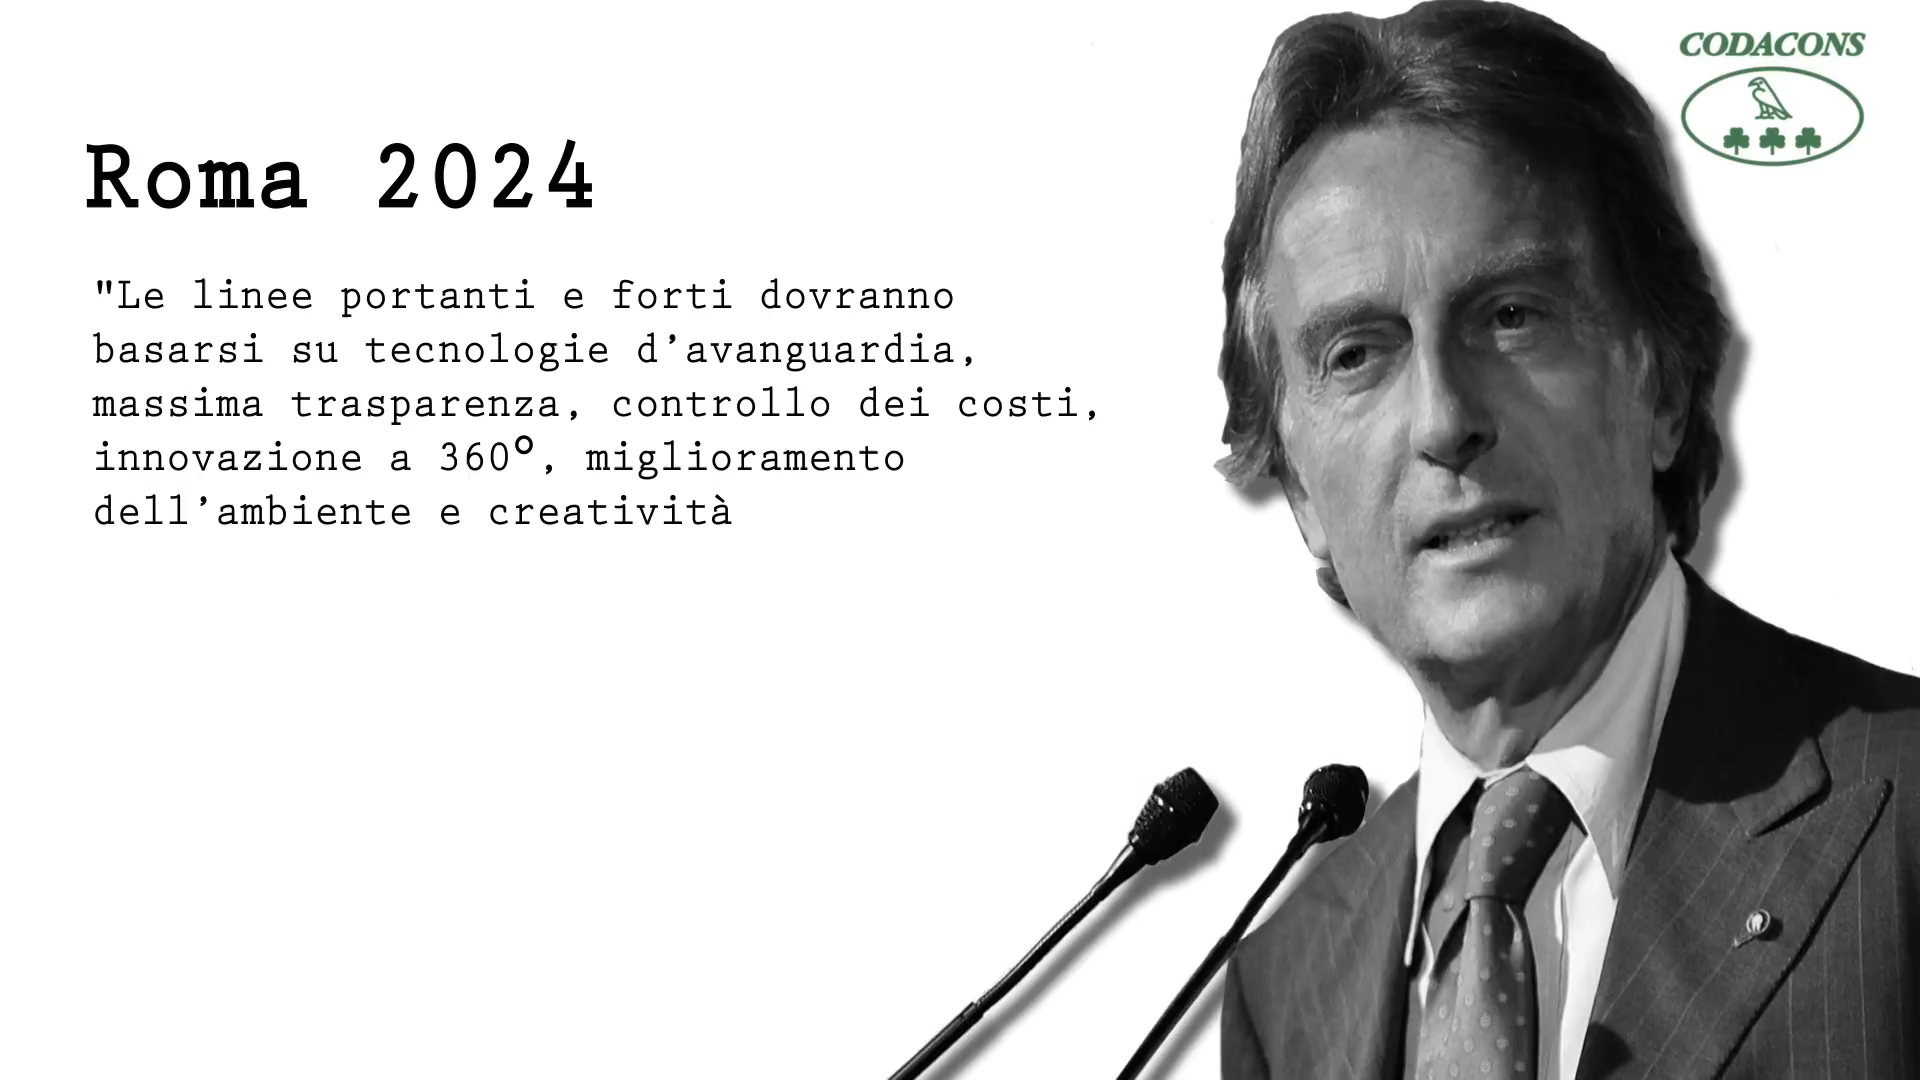 CODACONS
Roma 2024
"Le linee portanti e forti dovranno
basarsi su tecnologie d’avanguardia,
massima trasparenza, controllo dei costi,
innovazione a 360°, miglioramento
dell’ambiente e creatività